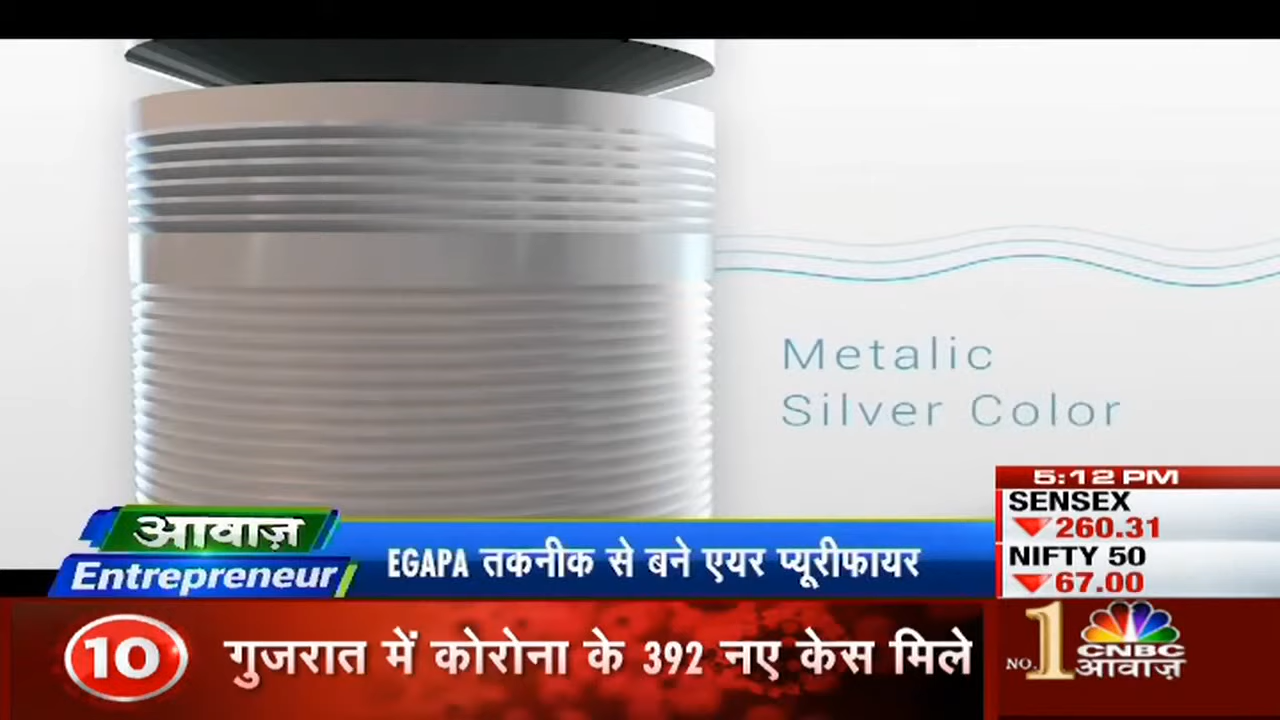 Metalic
Silver Color
5:12 PM
SENSEX
260.31
NIFTY 50
67.00
आवाज़
Entrepreneur
EGAPA तकनीक से बने एयर प्यूरीफायर
10
गुजरात में कोरोना के 392 नए केस मिले
NO.1
CNBC
आवाज़